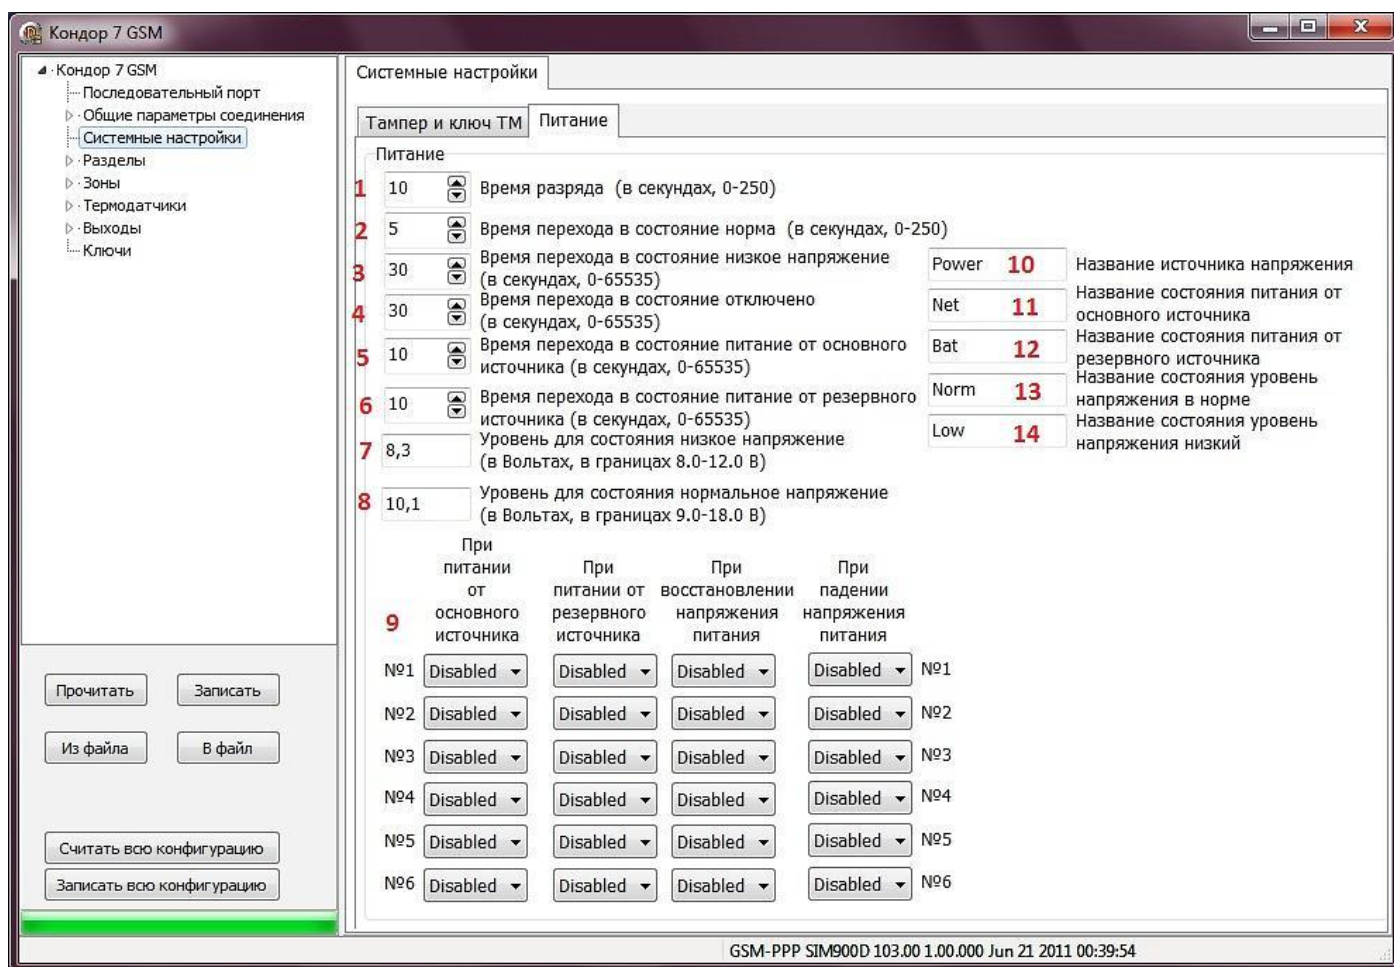 Кондор 7 GSM
Кондор 7 GSM
Последовательный порт
Общие параметры соединения
Системные настройки
Разделы
Зоны
Термодатчики
Выходы
Ключи
Прочитать
Записать
Из файла
В файл
Считать всю конфигурацию
Записать всю конфигурацию
Системные настройки
Тампер и ключ ТМ
Питание
Питание
1 10 Время разряда (в секундах, 0-250)
2 5 Время перехода в состояние норма (в секундах, 0-250)
3 30 Время перехода в состояние низкое напряжение
(в секундах, 0-65535)
4 30 Время перехода в состояние отключено
(в секундах, 0-65535)
5 10 Время перехода в состояние питание от основного
источника (в секундах, 0-65535)
6 10 Время перехода в состояние питание от резервного
источника (в секундах, 0-65535)
7 8,3 Уровень для состояния низкое напряжение
(в Вольтах, в границах 8.0-12.0 В)
8 10,1 Уровень для состояния нормальное напряжение
(в Вольтах, в границах 9.0-18.0 В)
Power 10 Название источника напряжения
Net 11 Название состояния питания от
основного источника
Bat 12 Название состояния питания от
резервного источника
Norm 13 Название состояния уровень
напряжения в норме
Low 14 Название состояния уровень
напряжения низкий
9
При
питании
от
основного
источника
При
питании от
резервного
источника
При
восстановлении
напряжения
питания
При
падении
напряжения
питания
№1 Disabled Disabled Disabled Disabled №1
№2 Disabled Disabled Disabled Disabled №2
№3 Disabled Disabled Disabled Disabled №3
№4 Disabled Disabled Disabled Disabled №4
№5 Disabled Disabled Disabled Disabled №5
№6 Disabled Disabled Disabled Disabled №6
GSM-PPP SIM900D 103.00 1.00.000 Jun 21 2011 00:39:54